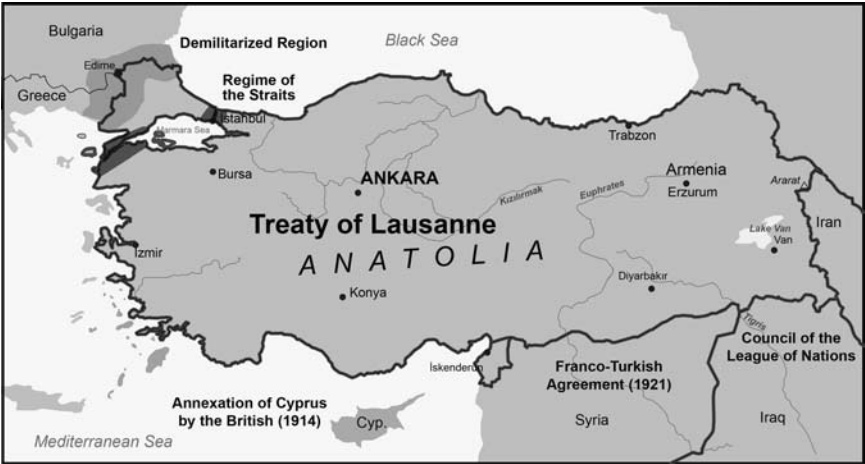 Bulgaria
Demilitarized Region
Black Sea
Edirne
Regime of
the Straits
Greece
Istanbul
Marmara Sea
Trabzon
Bursa
ANKARA
Armenia
Kızılırmak
Euphrates
Erzurum
Ararat
Iran
Treaty of Lausanne
Lake Van
Van
Izmir
ANATOLIA
Diyarbakır
Konya
Tigris
Council of the
League of Nations
İskenderun
Franco-Turkish
Agreement (1921)
Annexation of Cyprus
by the British (1914)
Cyp.
Syria
Iraq
Mediterranean Sea